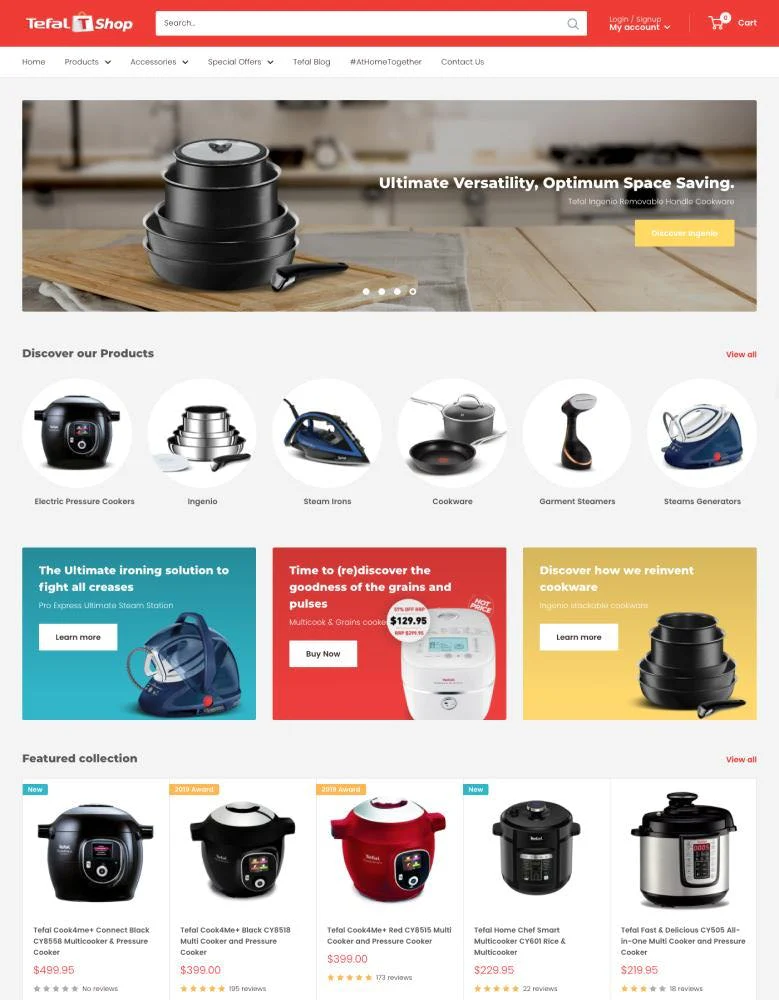 Tefal T Shop
Search...
Login / Signup
My account
0
Cart
Home
Products
Accessories
Special Offers
Tefal Blog
#AtHomeTogether
Contact Us
Ultimate Versatility, Optimum Space Saving.
Tefal Ingenio Removable Handle Cookware
Discover Ingenio
Discover our Products
View all
Electric Pressure Cookers
Ingenio
Steam Irons
Cookware
Garment Steamers
Steams Generators
The Ultimate ironing solution to
fight all creases
Pro Express Ultimate Steam Station
Learn more
Time to (re)discover the
goodness of the grains and
pulses
Multicook & Grains cooker
Buy Now
57% OFF RRP
$129.95
RRP $299.95
HOT
PRICE
Tefal
Discover how we reinvent
cookware
Ingenio stackable cookware
Learn more
Featured collection
View all
New
Tefal Cook4me+ Connect Black
CY8558 Multicooker & Pressure
Cooker
$499.95
No reviews
2019 Award
Tefal Cook4Me+ Black CY8518
Multi Cooker and Pressure
Cooker
$399.00
195 reviews
2019 Award
Tefal Cook4Me+ Red CY8515 Multi
Cooker and Pressure Cooker
$399.00
173 reviews
New
Tefal
Tefal Home Chef Smart
Multicooker CY601 Rice &
Multicooker
$229.95
22 reviews
Tefal Fast & Delicious CY505 All-
in-One Multi Cooker and Pressure
Cooker
$219.95
18 reviews